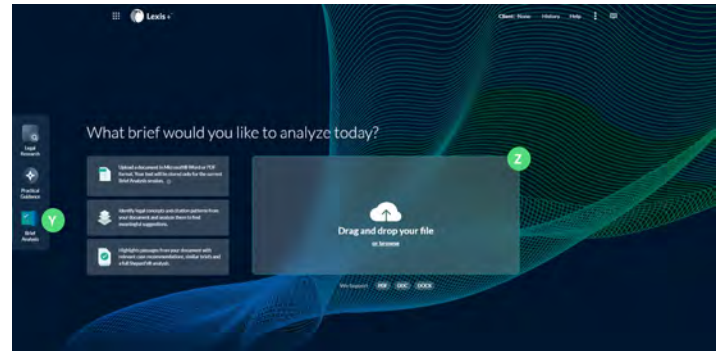 Lexis+
Client: None History Help
Legal
Research
Practical
Guidance
Y
Brief
Analysis
What brief would you like to analyze today?
Upload a document in Microsoft® Word or PDF
format. Your text will be stored only for the current
Brief Analysis session.
Identify legal concepts and citation patterns from
your document and analyze them to find
meaningful suggestions.
Highlights passages from your document with
relevant case recommendations, similar briefs and
a full Shepard's® analysis.
Z
Drag and drop your file
or browse
We Support PDF DOC DOCX